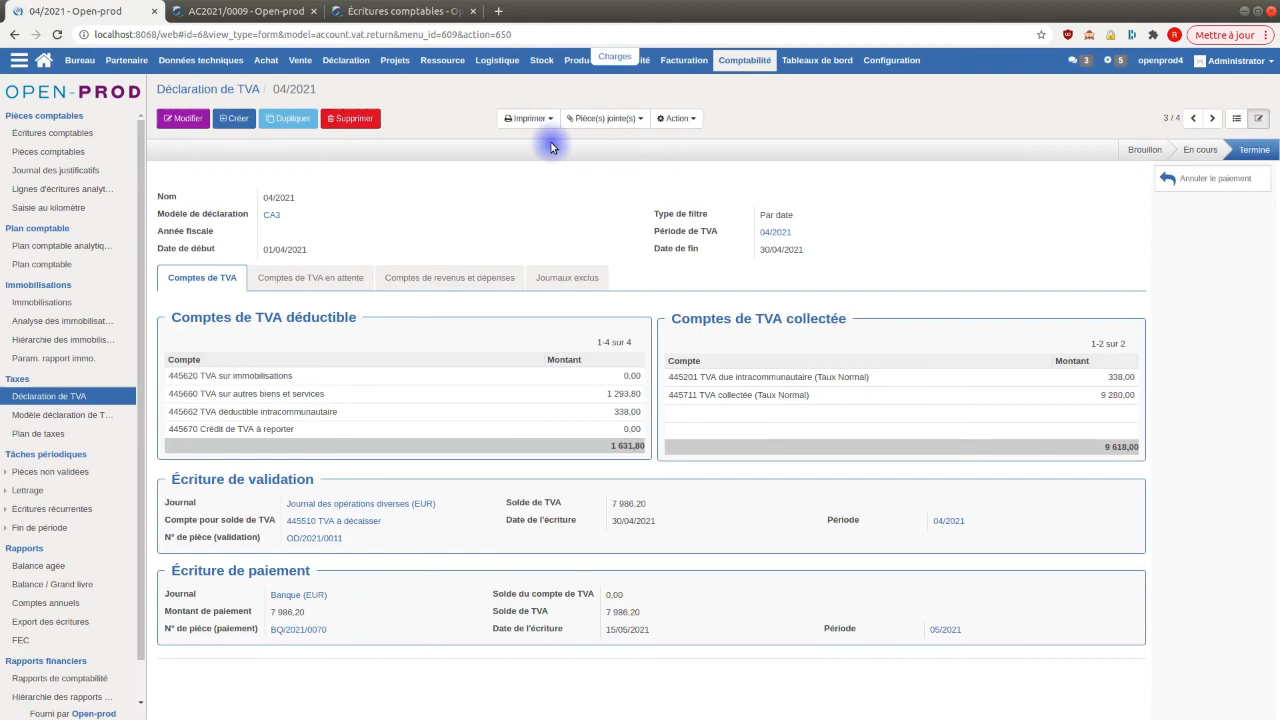 04/2021 - Open-prod
AC2021/0009 - Open-prod
Écritures comptables - Op
localhost:8068/web#id=6&view_type=form&model=account.vat.return&menu_id=609&action=650
R
Mettre à jour
Bureau Partenaire Données techniques Achat Vente Déclaration Projets Ressource Logistique Stock Produ Charges ité Facturation Comptabilité Tableaux de bord Configuration
3 5 openprod4 Administrator
OPEN-PROD
Déclaration de TVA / 04/2021
Modifier Créer Dupliquer Supprimer
Imprimer Pièce(s) jointe(s) Action
3 / 4
Brouillon En cours Terminé
Annuler le paiement
Pièces comptables
Écritures comptables
Pièces comptables
Journal des justificatifs
Lignes d'écritures analyt...
Saisie au kilomètre
Plan comptable
Plan comptable analytiq...
Plan comptable
Immobilisations
Immobilisations
Analyse des immobilisat...
Hiérarchie des immobilis...
Param. rapport immo.
Taxes
Déclaration de TVA
Modèle déclaration de T...
Plan de taxes
Tâches périodiques
Pièces non validées
Lettrage
Écritures récurrentes
Fin de période
Rapports
Balance agée
Balance / Grand livre
Comptes annuels
Export des écritures
FEC
Rapports financiers
Rapports de comptabilité
Hiérarchie des rapports ...
Fourni par Open-prod
Nom 04/2021
Modèle de déclaration CA3
Type de filtre Par date
Année fiscale
Période de TVA 04/2021
Date de début 01/04/2021
Date de fin 30/04/2021
Comptes de TVA Comptes de TVA en attente Comptes de revenus et dépenses Journaux exclus
Comptes de TVA déductible
1-4 sur 4
Compte Montant
445620 TVA sur immobilisations 0,00
445660 TVA sur autres biens et services 1 293,80
445662 TVA déductible intracommunautaire 338,00
445670 Crédit de TVA à reporter 0,00
1 631,80
Comptes de TVA collectée
1-2 sur 2
Compte Montant
445201 TVA due intracommunautaire (Taux Normal) 338,00
445711 TVA collectée (Taux Normal) 9 280,00
9 618,00
Écriture de validation
Journal Journal des opérations diverses (EUR) Solde de TVA 7 986,20
Compte pour solde de TVA 445510 TVA à décaisser Date de l'écriture 30/04/2021 Période 04/2021
N° de pièce (validation) OD/2021/0011
Écriture de paiement
Journal Banque (EUR) Solde du compte de TVA 0,00
Montant de paiement 7 986,20 Solde de TVA 7 986,20
N° de pièce (paiement) BQ/2021/0070 Date de l'écriture 15/05/2021 Période 05/2021